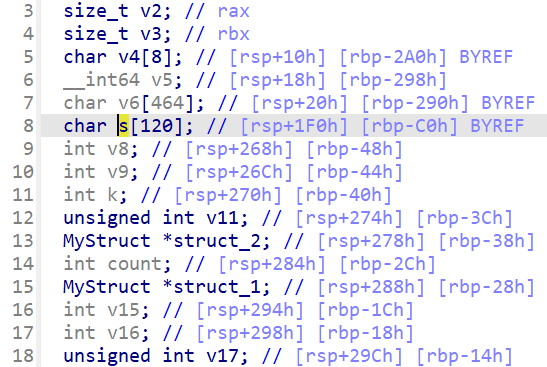 3 size_t v2; // rax
4 size_t v3; // rbx
5 char v4[8]; // [rsp+10h] [rbp-2A0h] BYREF
6 __int64 v5; // [rsp+18h] [rbp-298h]
7 char v6[464]; // [rsp+20h] [rbp-290h] BYREF
8 char s[120]; // [rsp+1F0h] [rbp-C0h] BYREF
9 int v8; // [rsp+268h] [rbp-48h]
10 int v9; // [rsp+26Ch] [rbp-44h]
11 int k; // [rsp+270h] [rbp-40h]
12 unsigned int v11; // [rsp+274h] [rbp-3Ch]
13 MyStruct *struct_2; // [rsp+278h] [rbp-38h]
14 int count; // [rsp+284h] [rbp-2Ch]
15 MyStruct *struct_1; // [rsp+288h] [rbp-28h]
16 int v15; // [rsp+294h] [rbp-1Ch]
17 int v16; // [rsp+298h] [rbp-18h]
18 unsigned int v17; // [rsp+29Ch] [rbp-14h]